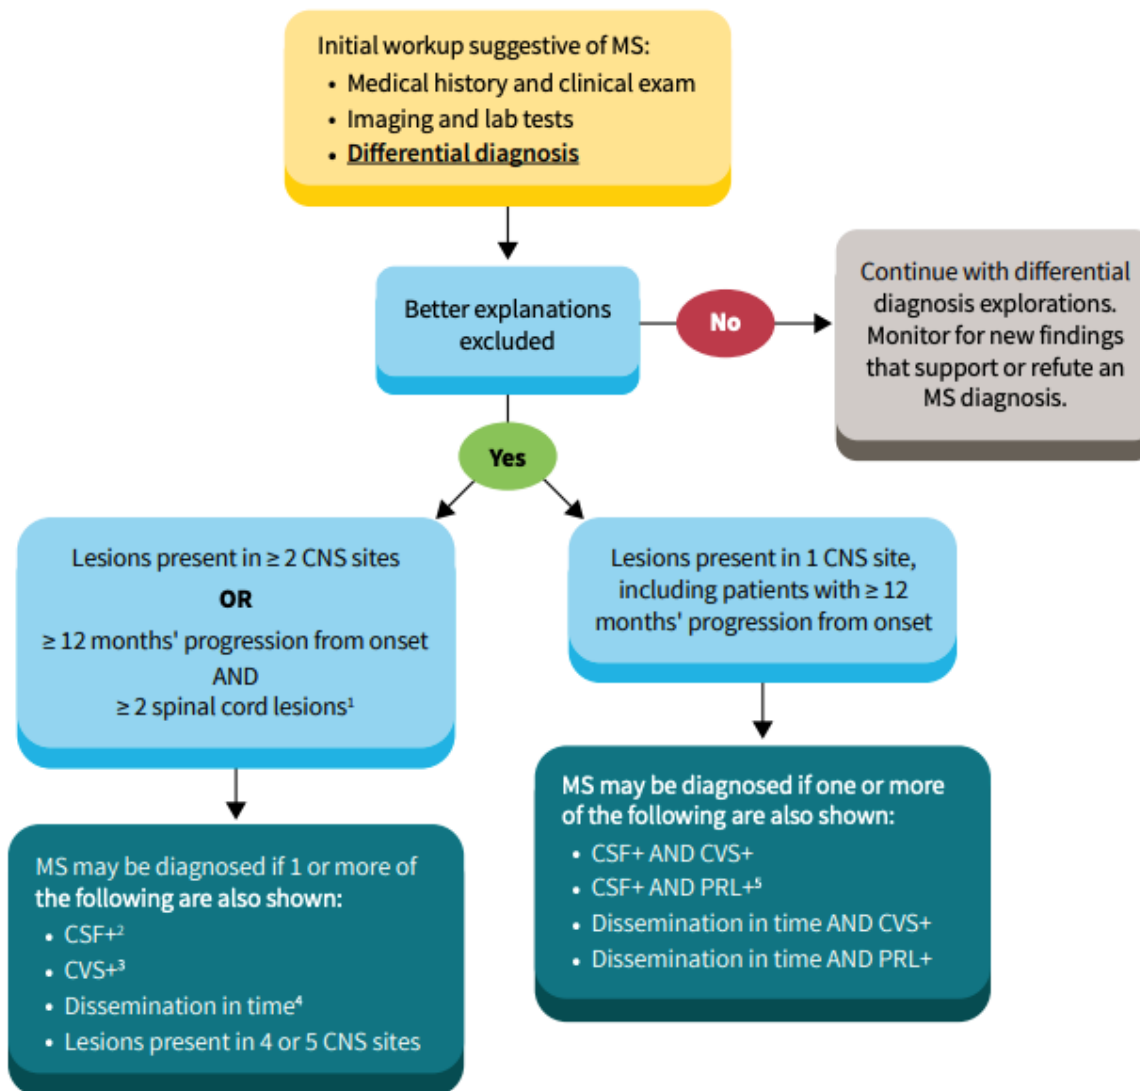 Initial workup suggestive of MS:
• Medical history and clinical exam
• Imaging and lab tests
• Differential diagnosis
Better explanations
excluded
No
Continue with differential
diagnosis explorations.
Monitor for new findings
that support or refute an
MS diagnosis.
Yes
Lesions present in ≥ 2 CNS sites
OR
≥ 12 months' progression from onset
AND
≥ 2 spinal cord lesions¹
Lesions present in 1 CNS site,
including patients with ≥ 12
months' progression from onset
MS may be diagnosed if 1 or more of
the following are also shown:
• CSF+²
• CVS+³
• Dissemination in time⁴
• Lesions present in 4 or 5 CNS sites
MS may be diagnosed if one or more
of the following are also shown:
• CSF+ AND CVS+
• CSF+ AND PRL+⁵
• Dissemination in time AND CVS+
• Dissemination in time AND PRL+